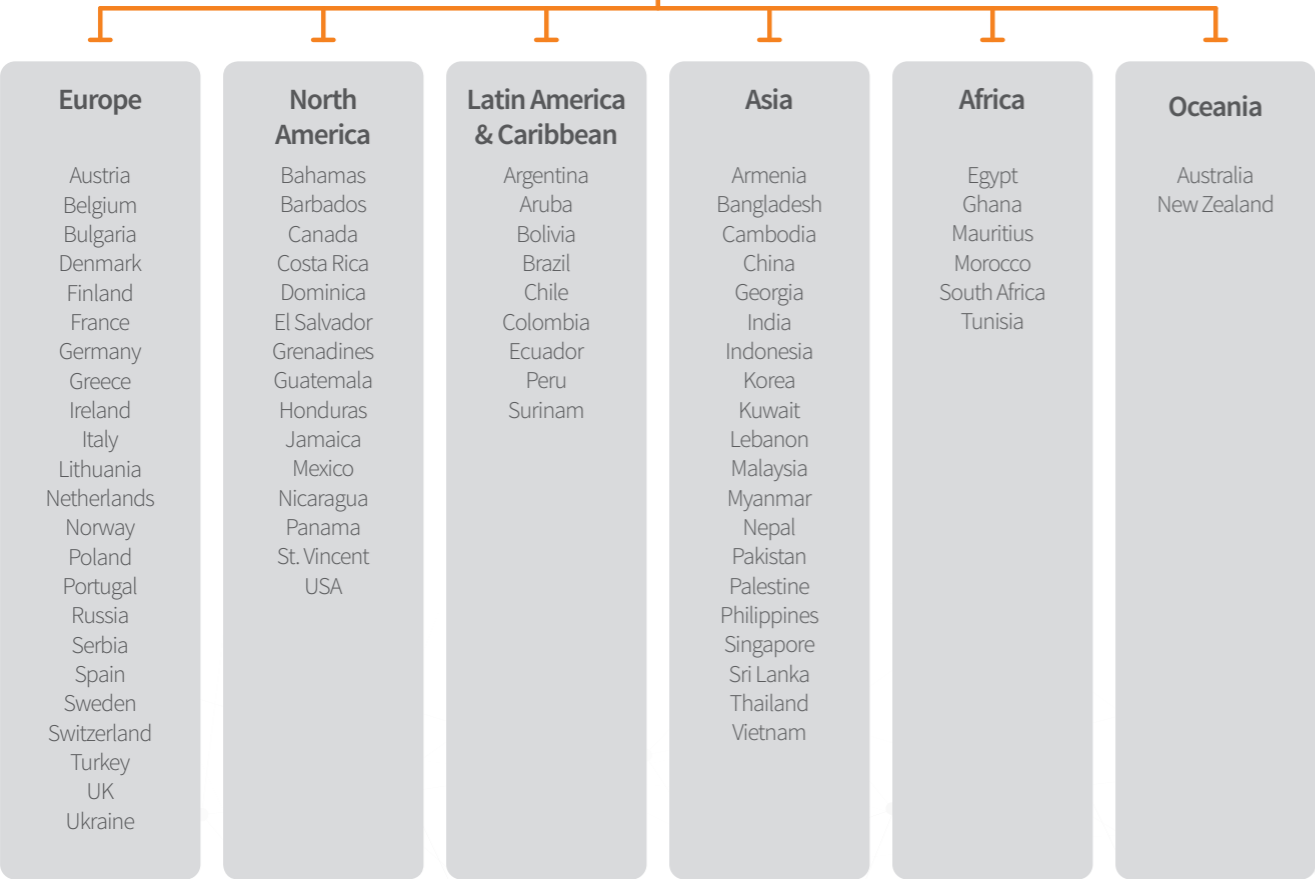 Europe
Austria
Belgium
Bulgaria
Denmark
Finland
France
Germany
Greece
Ireland
Italy
Lithuania
Netherlands
Norway
Poland
Portugal
Russia
Serbia
Spain
Sweden
Switzerland
Turkey
UK
Ukraine
North
America
Bahamas
Barbados
Canada
Costa Rica
Dominica
El Salvador
Grenadines
Guatemala
Honduras
Jamaica
Mexico
Nicaragua
Panama
St. Vincent
USA
Latin America
& Caribbean
Argentina
Aruba
Bolivia
Brazil
Chile
Colombia
Ecuador
Peru
Surinam
Asia
Armenia
Bangladesh
Cambodia
China
Georgia
India
Indonesia
Korea
Kuwait
Lebanon
Malaysia
Myanmar
Nepal
Pakistan
Palestine
Philippines
Singapore
Sri Lanka
Thailand
Vietnam
Africa
Egypt
Ghana
Mauritius
Morocco
South Africa
Tunisia
Oceania
Australia
New Zealand